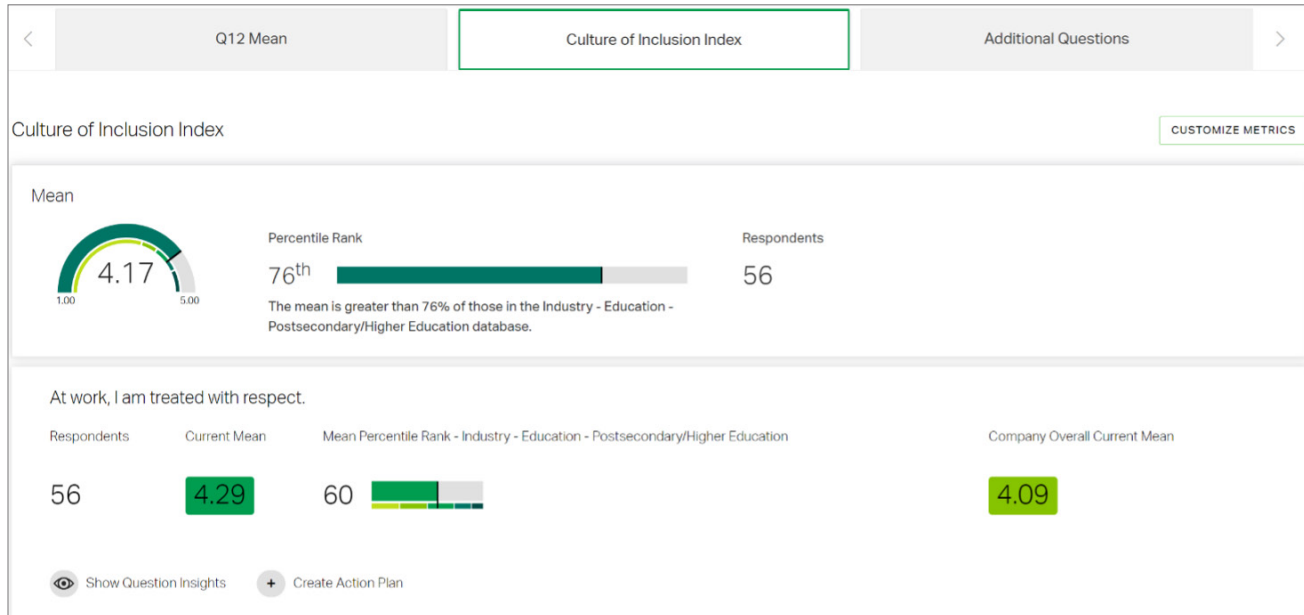 Q12 Mean
Culture of Inclusion Index
Additional Questions
Culture of Inclusion Index
CUSTOMIZE METRICS
Mean
4.17
1.00
5.00
Percentile Rank
76th
The mean is greater than 76% of those in the Industry - Education -
Postsecondary/Higher Education database.
Respondents
56
At work, I am treated with respect.
Respondents
Current Mean
Mean Percentile Rank - Industry - Education - Postsecondary/Higher Education
Company Overall Current Mean
56
4.29
60
4.09
Show Question Insights
+ Create Action Plan